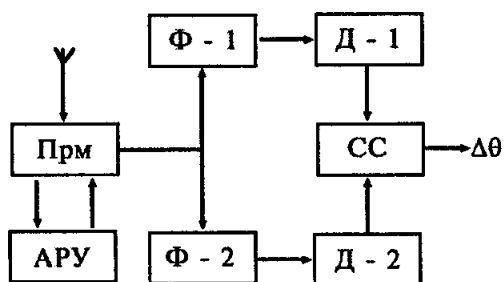 Ф - 1
Д - 1
Прм
СС
Δθ
АРУ
Ф - 2
Д - 2